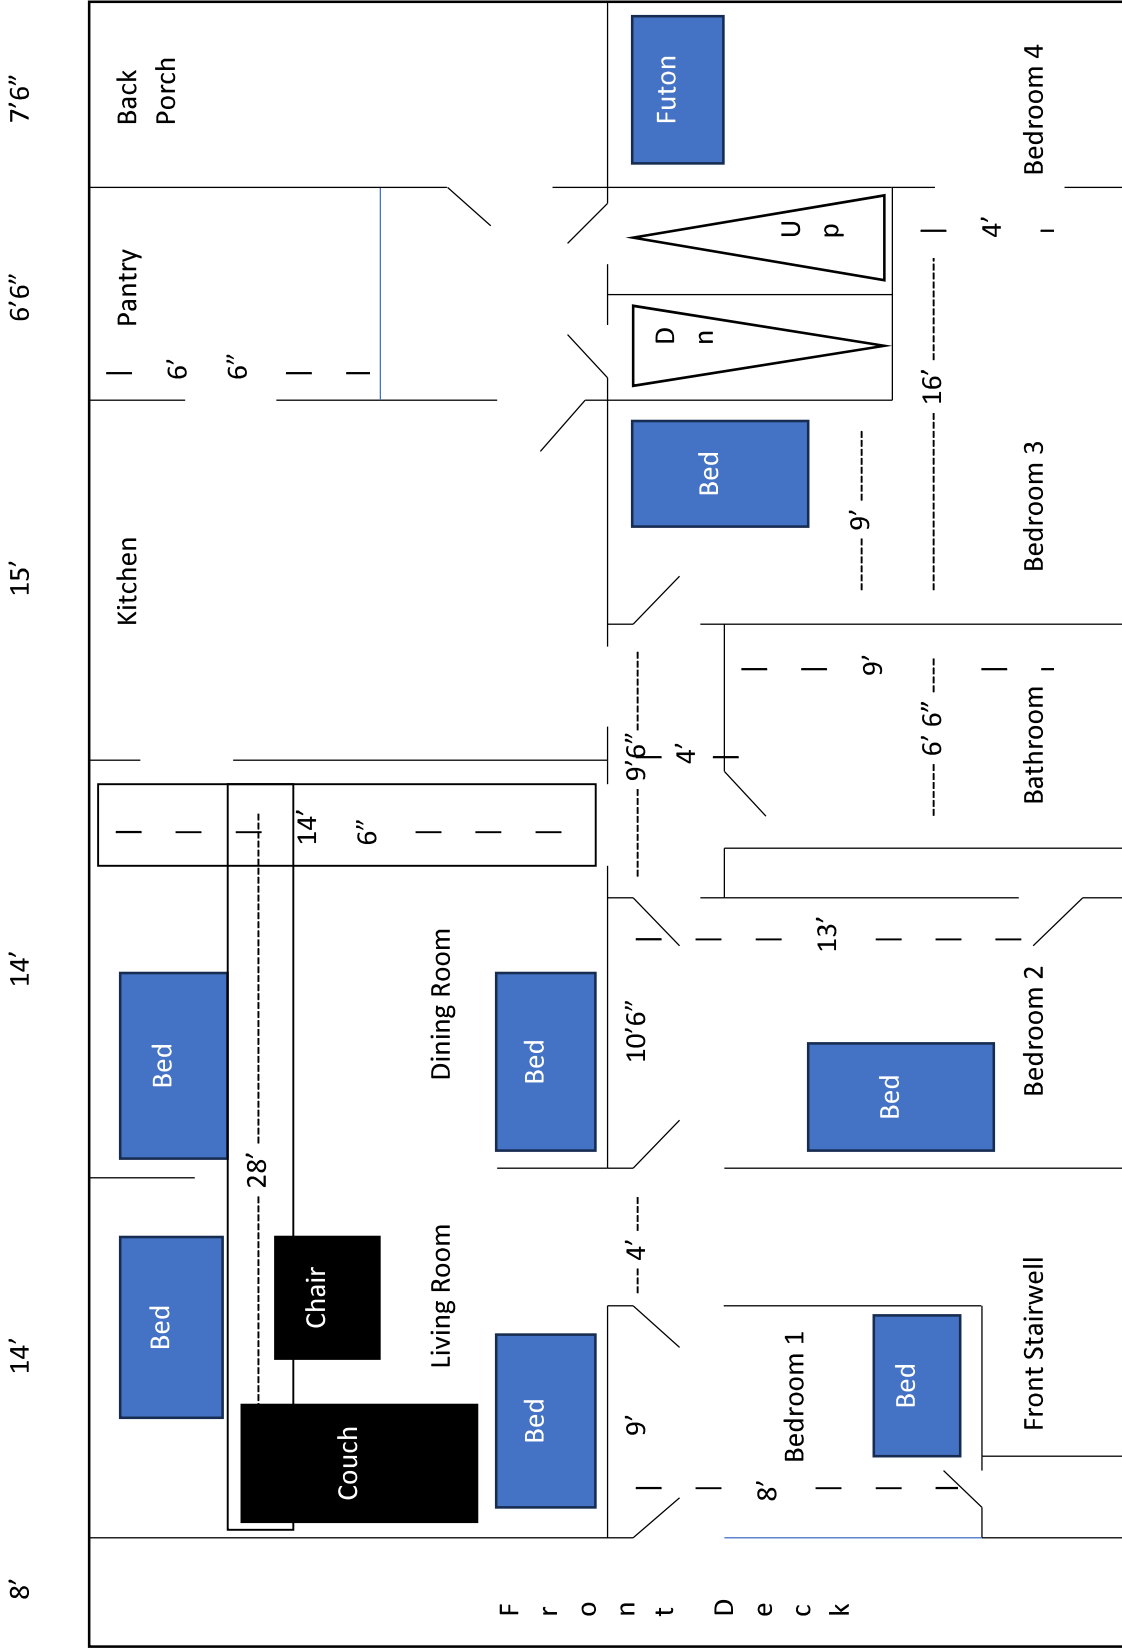 8’
14’
14’
15’
6’6”
7’6”
Back
Porch
Pantry
6’
6”
Kitchen
14’
6”
28’
Bed
Bed
Chair
Couch
Living Room
Dining Room
Bed
Bed
Front Deck
9’
4’
10’6”
9’6”
4’
Dn
Up
Futon
Bed
9’
16’
4’
8’
Bedroom 1
Bed
Bed
13’
9’
6’ 6”
Front Stairwell
Bedroom 2
Bathroom
Bedroom 3
Bedroom 4